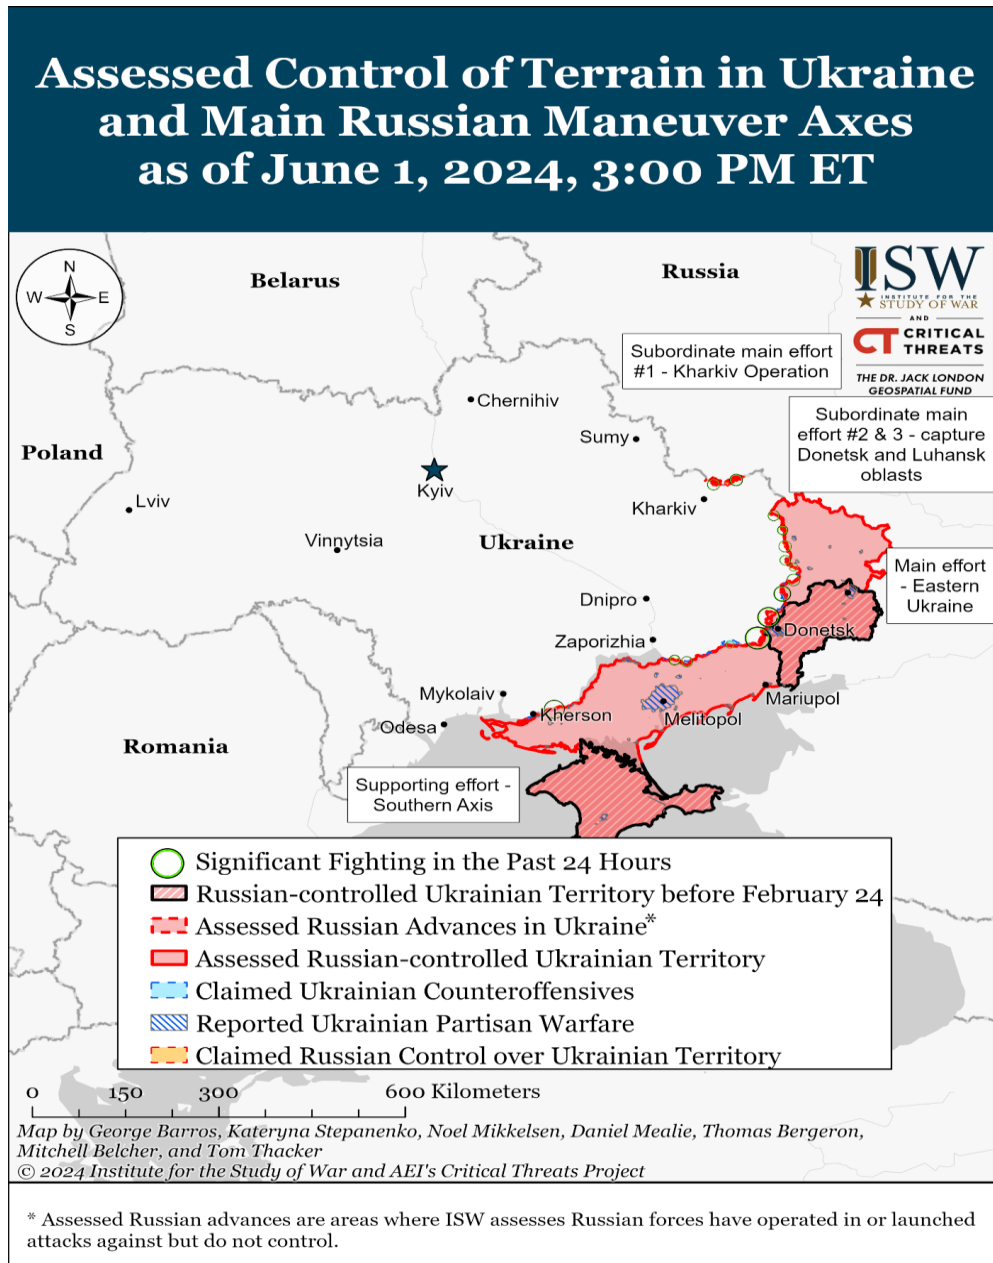 Assessed Control of Terrain in Ukraine
and Main Russian Maneuver Axes
as of June 1, 2024, 3:00 PM ET
N
W
E
S
Belarus
Russia
ISW
INSTITUTE FOR THE
STUDY OF WAR
AND
CT CRITICAL
THREATS
THE DR. JACK LONDON
GEOSPATIAL FUND
Subordinate main effort
#1 - Kharkiv Operation
Subordinate main
effort #2 & 3 - capture
Donetsk and Luhansk
oblasts
Chernihiv
Sumy
Poland
Kyiv
Lviv
Kharkiv
Vinnytsia
Ukraine
Main effort
- Eastern
Ukraine
Dnipro
Donetsk
Zaporizhia
Mykolaiv
Mariupol
Kherson
Melitopol
Odesa
Romania
Supporting effort -
Southern Axis
Significant Fighting in the Past 24 Hours
Russian-controlled Ukrainian Territory before February 24
Assessed Russian Advances in Ukraine*
Assessed Russian-controlled Ukrainian Territory
Claimed Ukrainian Counteroffensives
Reported Ukrainian Partisan Warfare
Claimed Russian Control over Ukrainian Territory
0 150 300 600 Kilometers
Map by George Barros, Kateryna Stepanenko, Noel Mikkelsen, Daniel Mealie, Thomas Bergeron,
Mitchell Belcher, and Tom Thacker
© 2024 Institute for the Study of War and AEI's Critical Threats Project
* Assessed Russian advances are areas where ISW assesses Russian forces have operated in or launched
attacks against but do not control.